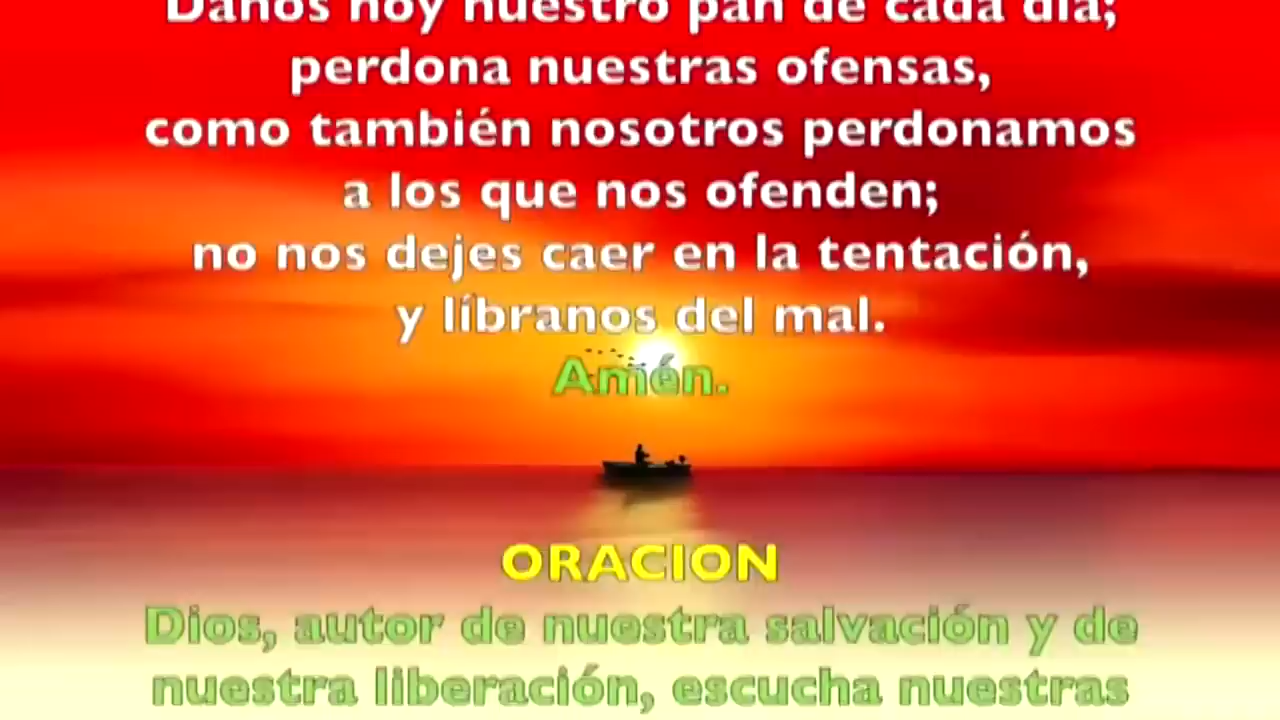 Danos hoy nuestro pan de cada día;
perdona nuestras ofensas,
como también nosotros perdonamos
a los que nos ofenden;
no nos dejes caer en la tentación,
y líbranos del mal.
Amén.
ORACION
Dios, autor de nuestra salvación y de
nuestra liberación, escucha nuestras